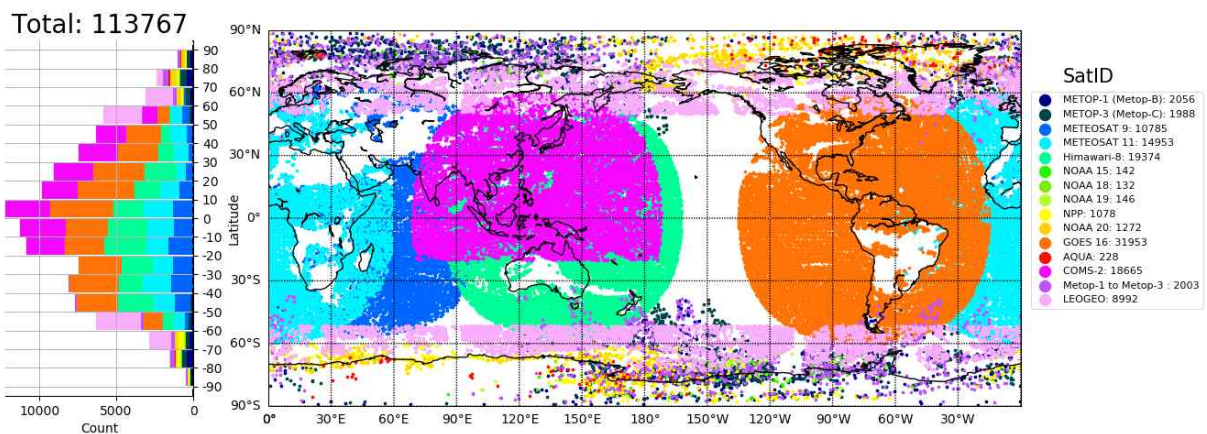 Total: 113767
90
80
70
60
50
40
30
20
10
0
-10
-20
-30
-40
-50
-60
-70
-80
-90
10000 5000 0
Count
Latitude
90°N
60°N
30°N
0°
30°S
60°S
90°S
0° 30°E 60°E 90°E 120°E 150°E 180° 150°W 120°W 90°W 60°W 30°W
SatID
METOP-1 (Metop-B): 2056
METOP-3 (Metop-C): 1988
METEOSAT 9: 10785
METEOSAT 11: 14953
Himawari-8: 19374
NOAA 15: 142
NOAA 18: 132
NOAA 19: 146
NPP: 1078
NOAA 20: 1272
GOES 16: 31953
AQUA: 228
COMS-2: 18665
Metop-1 to Metop-3 : 2003
LEOGEO: 8992